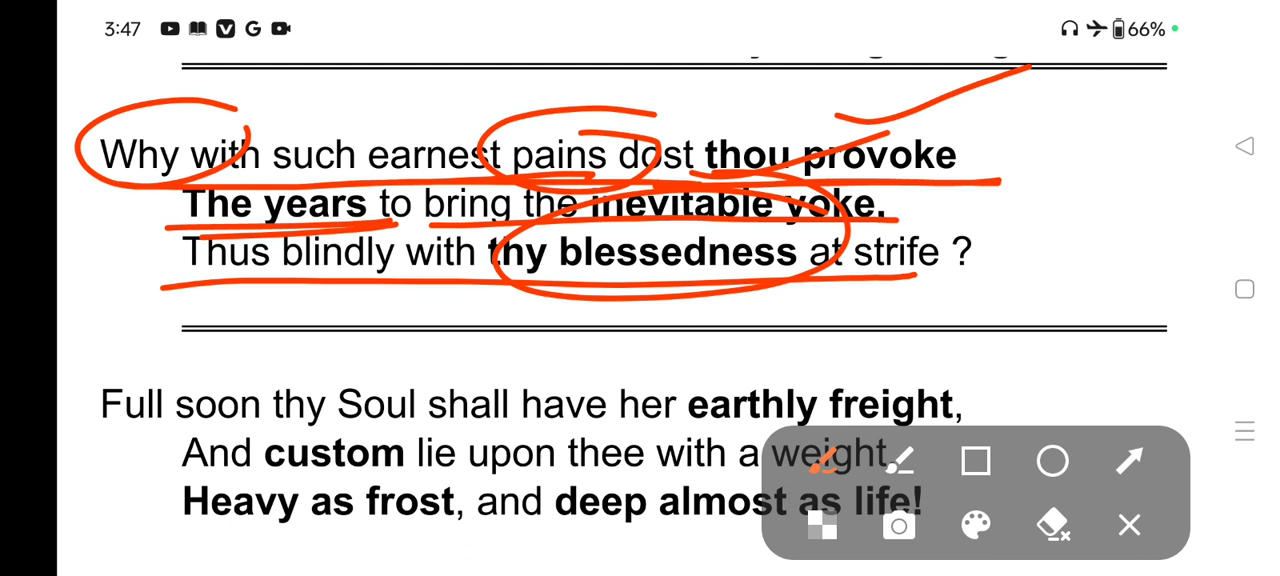 3:47 66%
Why with such earnest pains dost thou provoke
The years to bring the inevitable yoke,
Thus blindly with thy blessedness at strife ?
Full soon thy Soul shall have her earthly freight,
And custom lie upon thee with a weight
Heavy as frost, and deep almost as life!